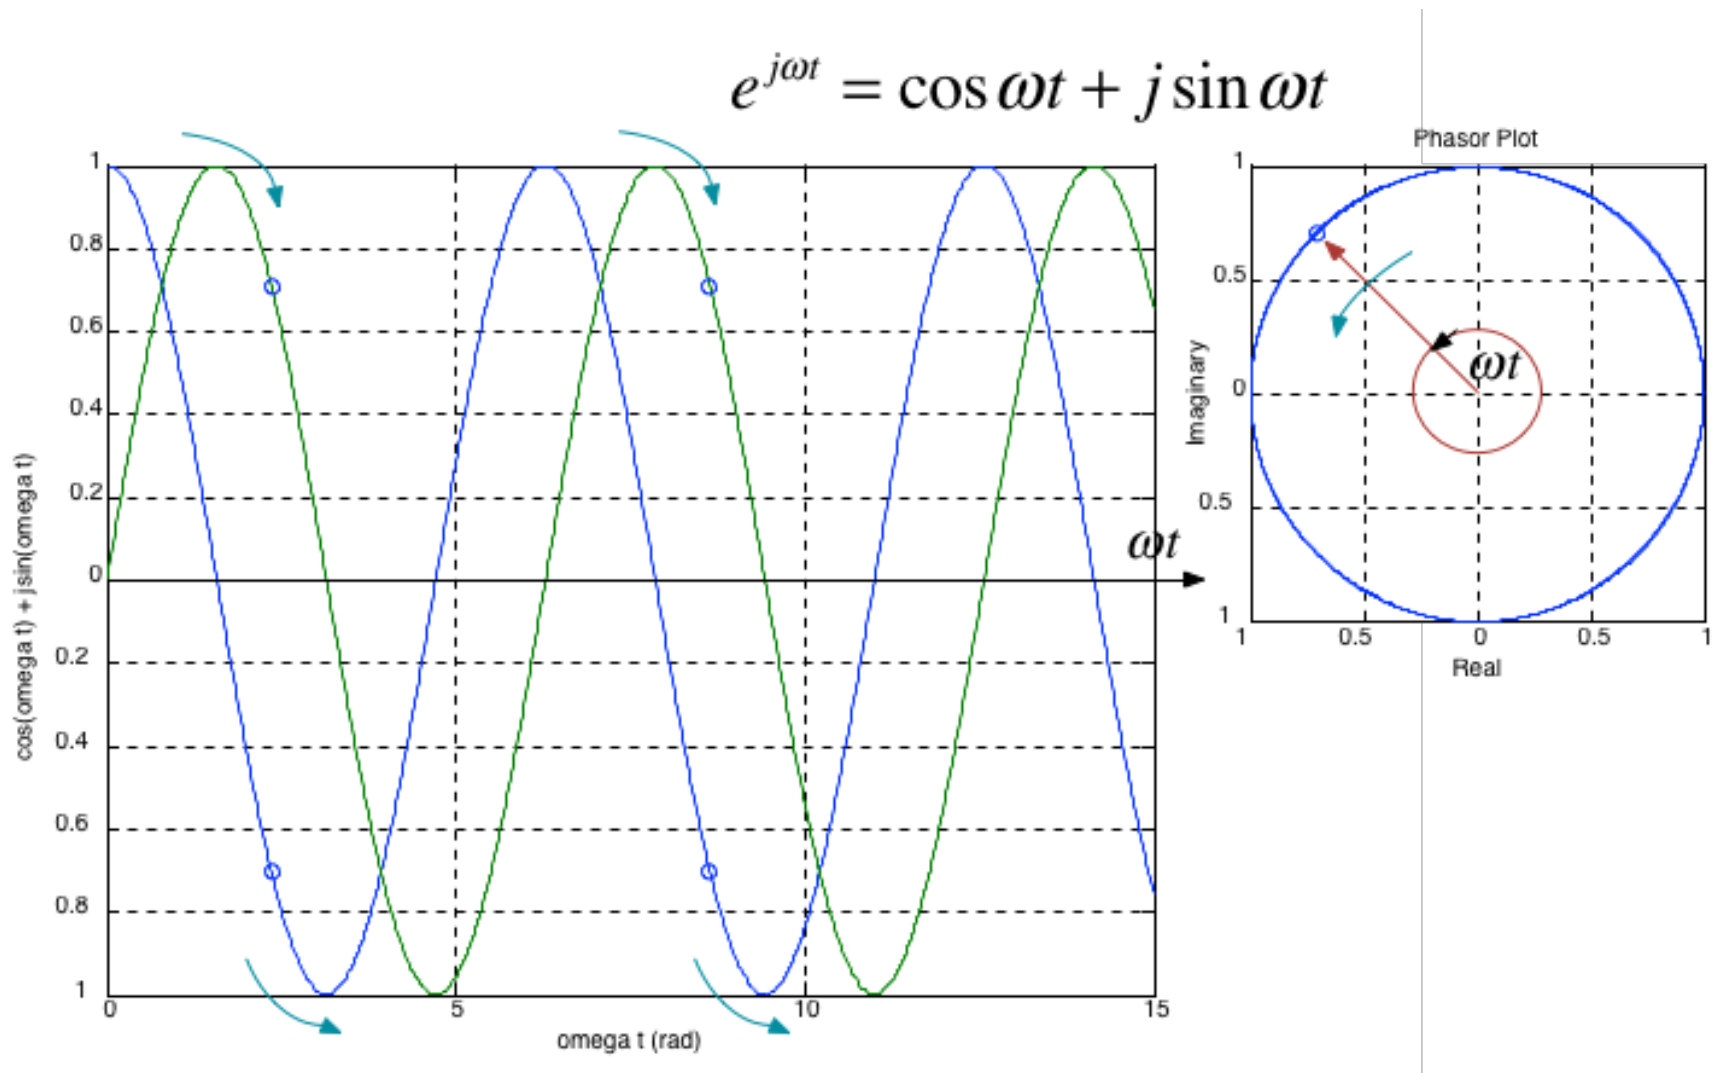 e^{jωt} = cos ωt + j sin ωt
Phasor Plot
1
0.8
0.6
0.4
0.2
0
0.2
0.4
0.6
0.8
1
cos(omega t) + jsin(omega t)
0 5 10 15
omega t (rad)
ωt
1
0.5
0
0.5
1
Imaginary
ωt
1 0.5 0 0.5 1
Real